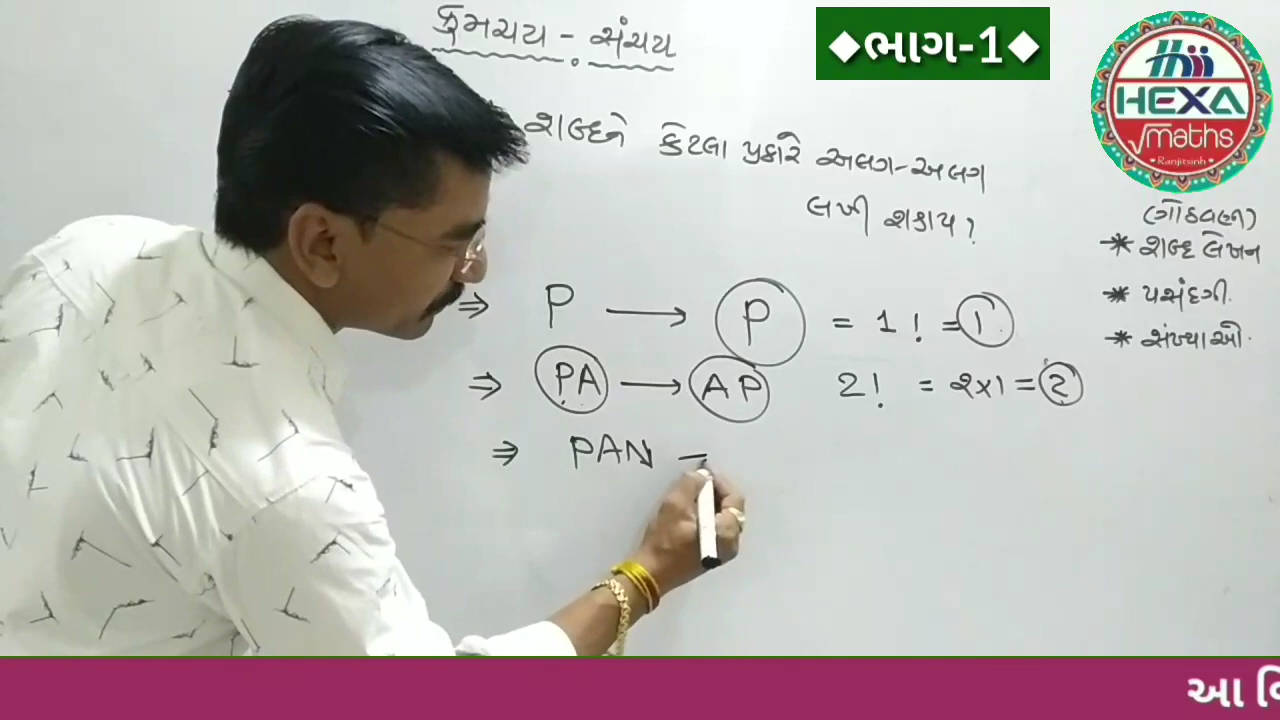 ક્રમચય - સંચય
◆ભાગ-1◆
HEXA
maths
Ranjitsinh
શબ્દને કેટલા પ્રકારે અલગ-અલગ
લખી શકાય?
(ગોઠવણ)
* શબ્દ લેખન
* પસંદગી.
* સંખ્યાઓ.
⇒ P → P = 1! = 1
⇒ PA → AP 2! = 2×1 = 2
⇒ PAN –
આ વિ